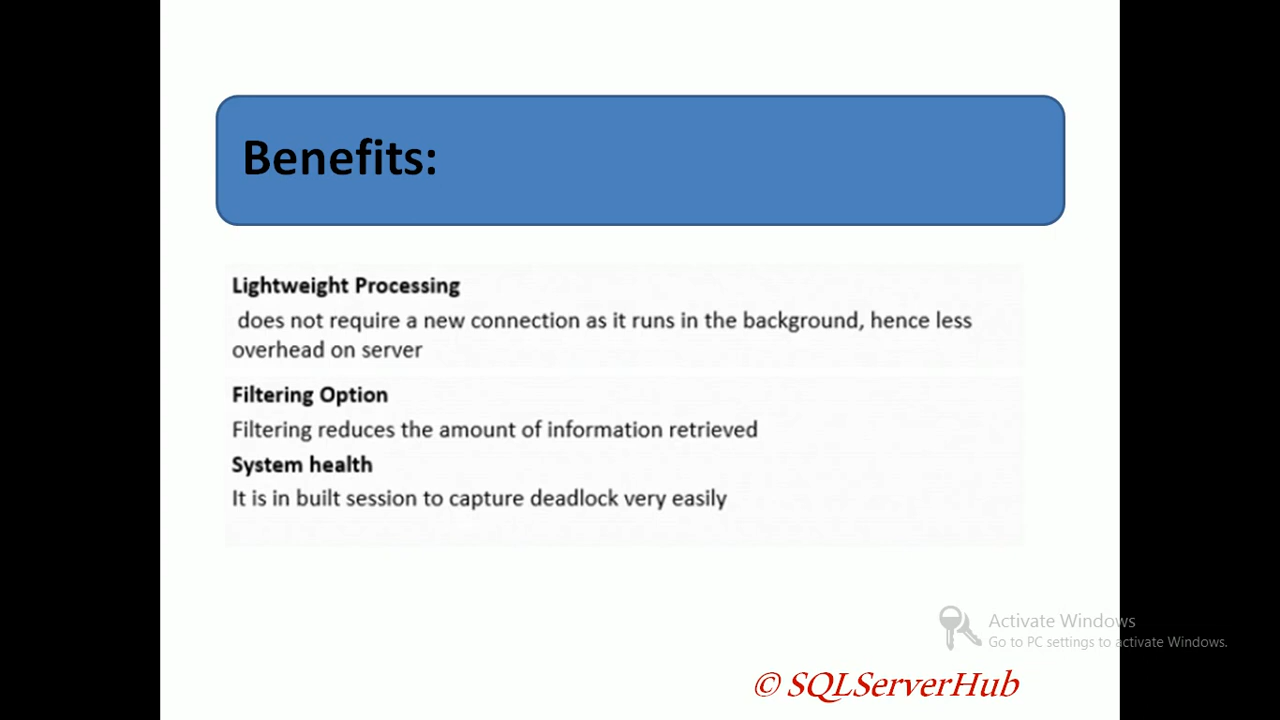 Benefits:
Lightweight Processing
does not require a new connection as it runs in the background, hence less
overhead on server
Filtering Option
Filtering reduces the amount of information retrieved
System health
It is in built session to capture deadlock very easily
Activate Windows
Go to PC settings to activate Windows.
© SQLServerHub